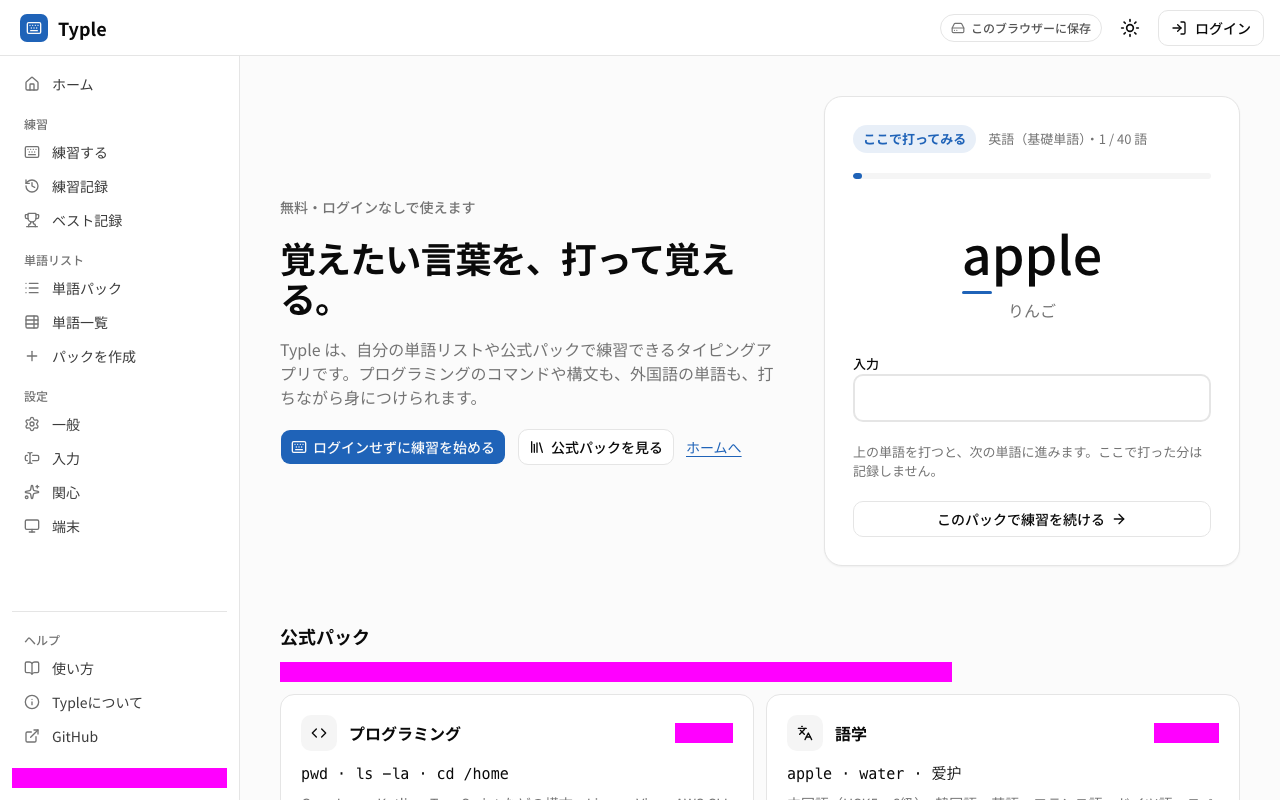 Typle
このブラウザーに保存
ログイン
ホーム
練習
練習する
練習記録
ベスト記録
単語リスト
単語パック
単語一覧
パックを作成
設定
一般
入力
関心
端末
ヘルプ
使い方
Typleについて
GitHub
無料・ログインなしで使えます
覚えたい言葉を、打って覚え
る。
Typle は、自分の単語リストや公式パックで練習できるタイピングア
プリです。プログラミングのコマンドや構文も、外国語の単語も、打
ちながら身につけられます。
ログインせずに練習を始める
公式パックを見る
ホームへ
ここで打ってみる
英語（基礎単語）・1 / 40 語
apple
りんご
入力
上の単語を打つと、次の単語に進みます。ここで打った分は
記録しません。
このパックで練習を続ける
公式パック
プログラミング
pwd · ls -la · cd /home
語学
apple · water · 爱护